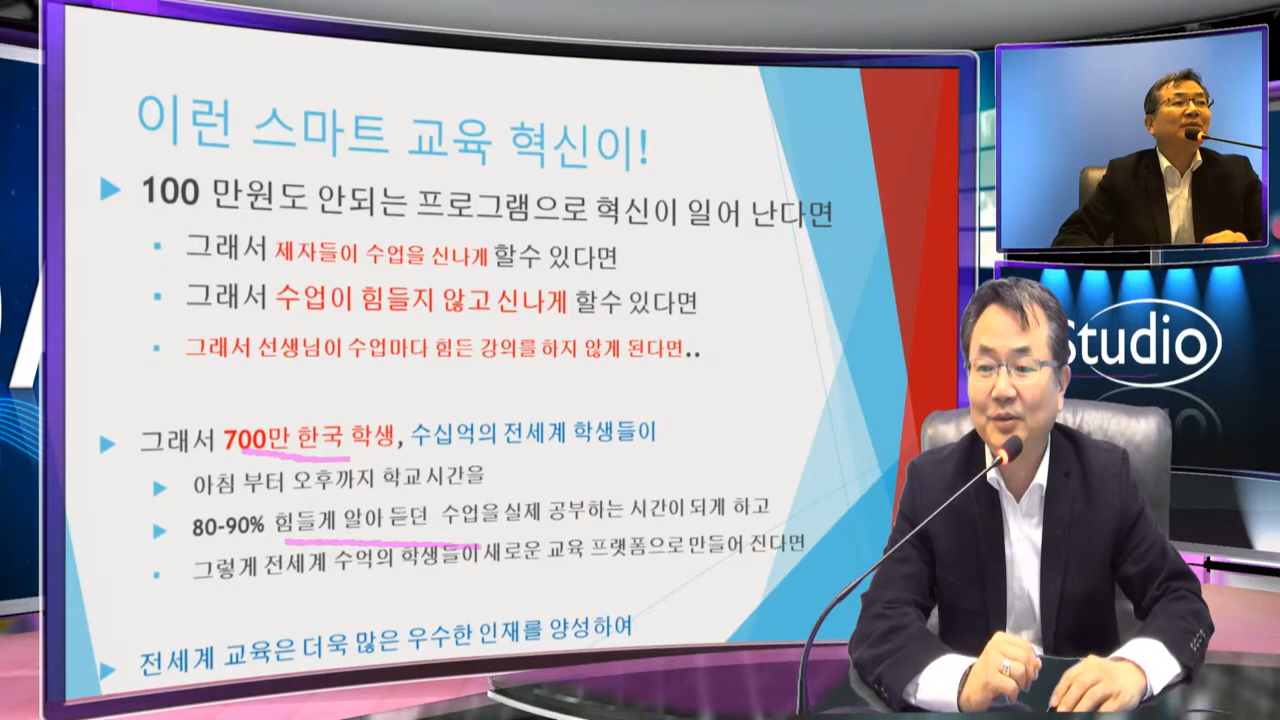 이런 스마트 교육 혁신이!
100 만원도 안되는 프로그램으로 혁신이 일어 난다면
그래서 제자들이 수업을 신나게 할수 있다면
그래서 수업이 힘들지 않고 신나게 할수 있다면
그래서 선생님이 수업마다 힘든 강의를 하지 않게 된다면..
그래서 700만 한국 학생, 수십억의 전세계 학생들이
아침 부터 오후까지 학교 시간을
80-90% 힘들게 알아 듣던 수업을 실제 공부하는 시간이 되게 하고
그렇게 전세계 수억의 학생들이 새로운 교육 프랫폼으로 만들어 진다면
전세계 교육은 더욱 많은 우수한 인재를 양성하여
Studio